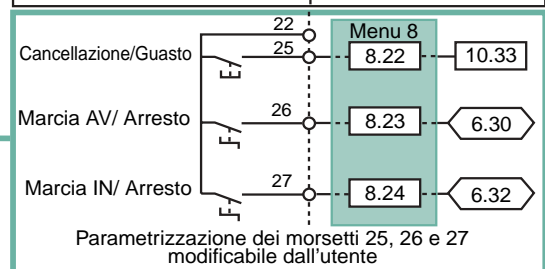 22
Menu 8
Cancellazione/Guasto 25 8.22 10.33
Marcia AV/ Arresto 26 8.23 6.30
Marcia IN/ Arresto 27 8.24 6.32
Parametrizzazione dei morsetti 25, 26 e 27
modificabile dall'utente